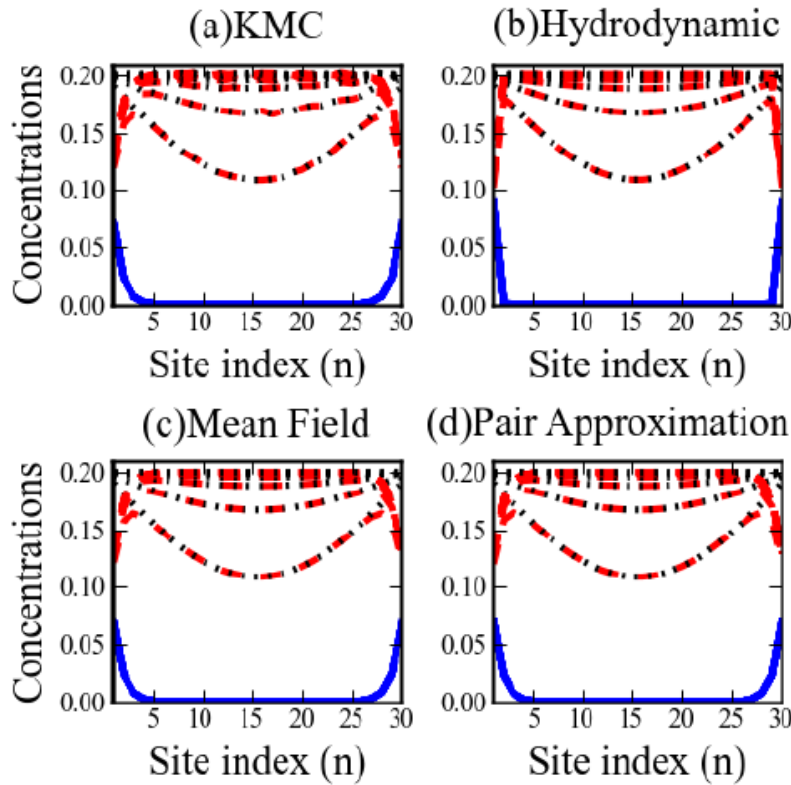 (a)KMC
(b)Hydrodynamic
Concentrations
0.20
0.15
0.10
0.05
0.00
5 10 15 20 25 30
5 10 15 20 25 30
Site index (n)
Site index (n)
(c)Mean Field
(d)Pair Approximation
Concentrations
0.20
0.15
0.10
0.05
0.00
5 10 15 20 25 30
5 10 15 20 25 30
Site index (n)
Site index (n)